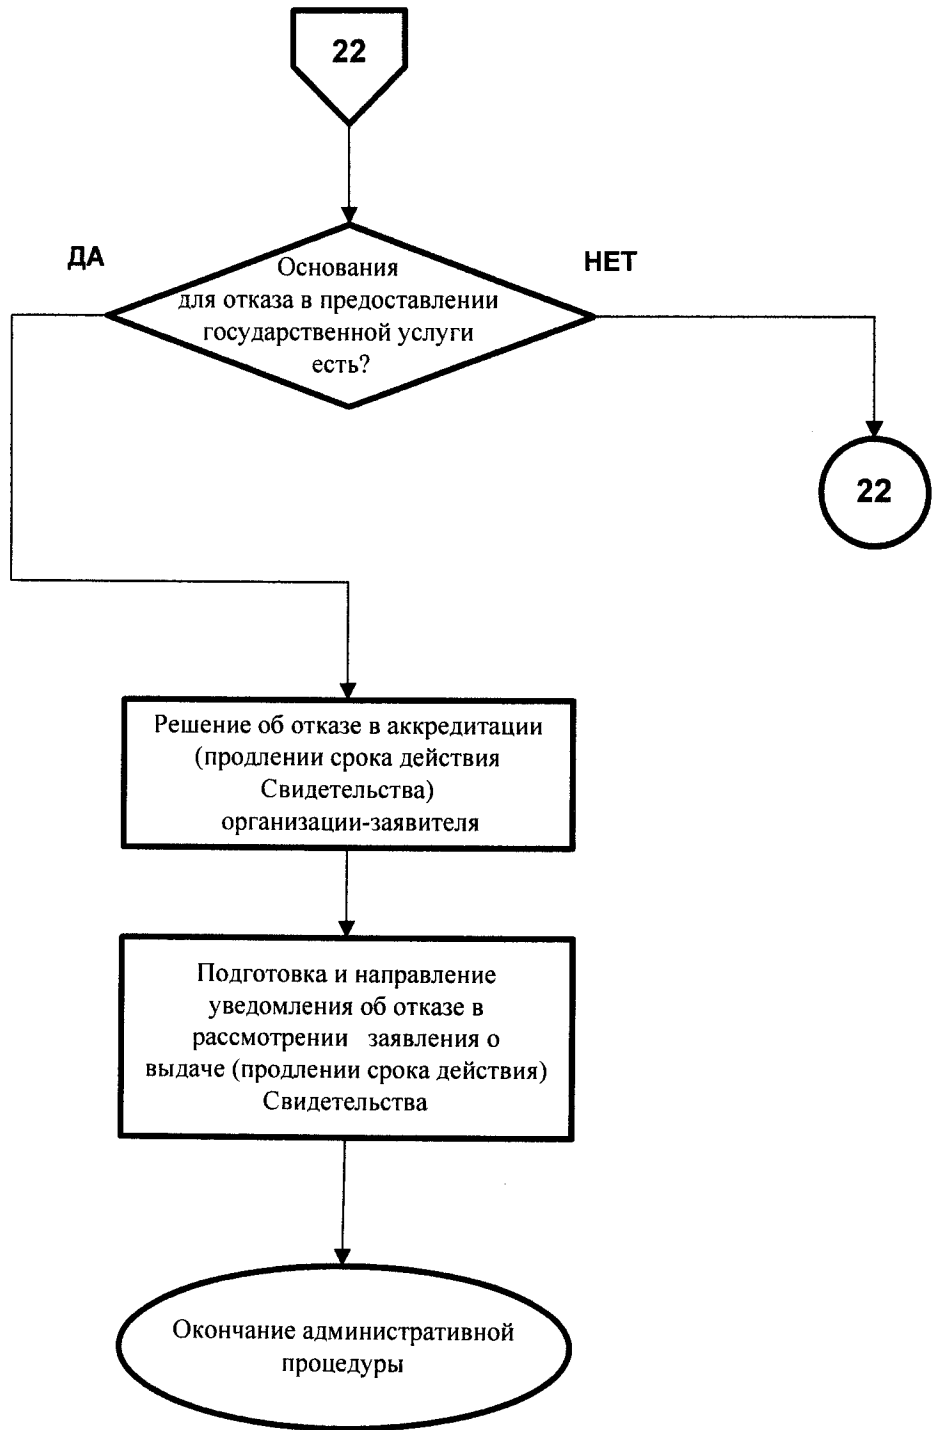 22
ДА
НЕТ
Основания
для отказа в предоставлении
государственной услуги
есть?
22
Решение об отказе в аккредитации
(продлении срока действия
Свидетельства)
организации-заявителя
Подготовка и направление
уведомления об отказе в
рассмотрении заявления о
выдаче (продлении срока действия)
Свидетельства
Окончание административной
процедуры